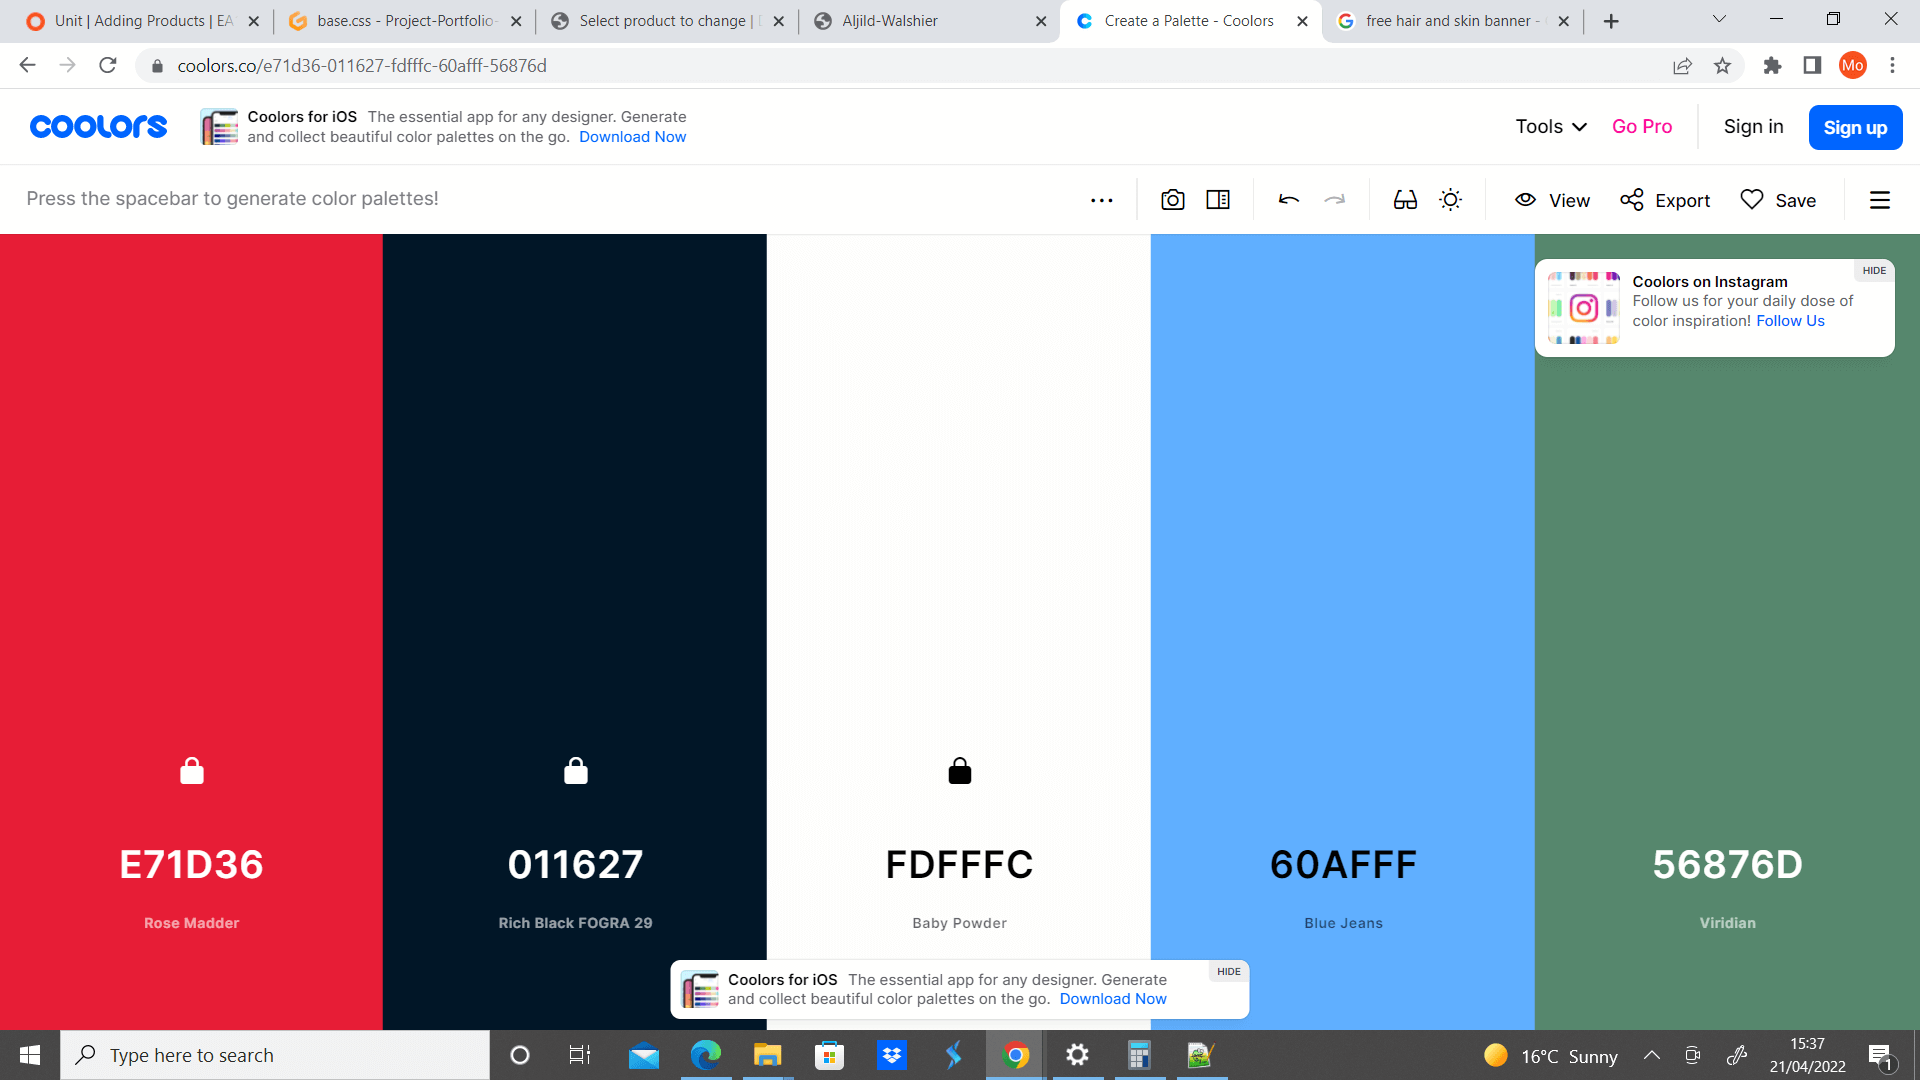 Unit | Adding Products | EA
base.css - Project-Portfolio-
Select product to change |
Aljild-Walshier
Create a Palette - Coolors
free hair and skin banner -
coolors.co/e71d36-011627-fdfffc-60afff-56876d
Mo
coolors
Coolors for iOS The essential app for any designer. Generate
and collect beautiful color palettes on the go. Download Now
Tools
Go Pro
Sign in
Sign up
Press the spacebar to generate color palettes!
View
Export
Save
HIDE
Coolors on Instagram
Follow us for your daily dose of
color inspiration! Follow Us
E71D36
Rose Madder
011627
Rich Black FOGRA 29
FDFFFC
Baby Powder
60AFFF
Blue Jeans
56876D
Viridian
Coolors for iOS The essential app for any designer. Generate
and collect beautiful color palettes on the go. Download Now
HIDE
Type here to search
16°C Sunny
15:37
21/04/2022
1